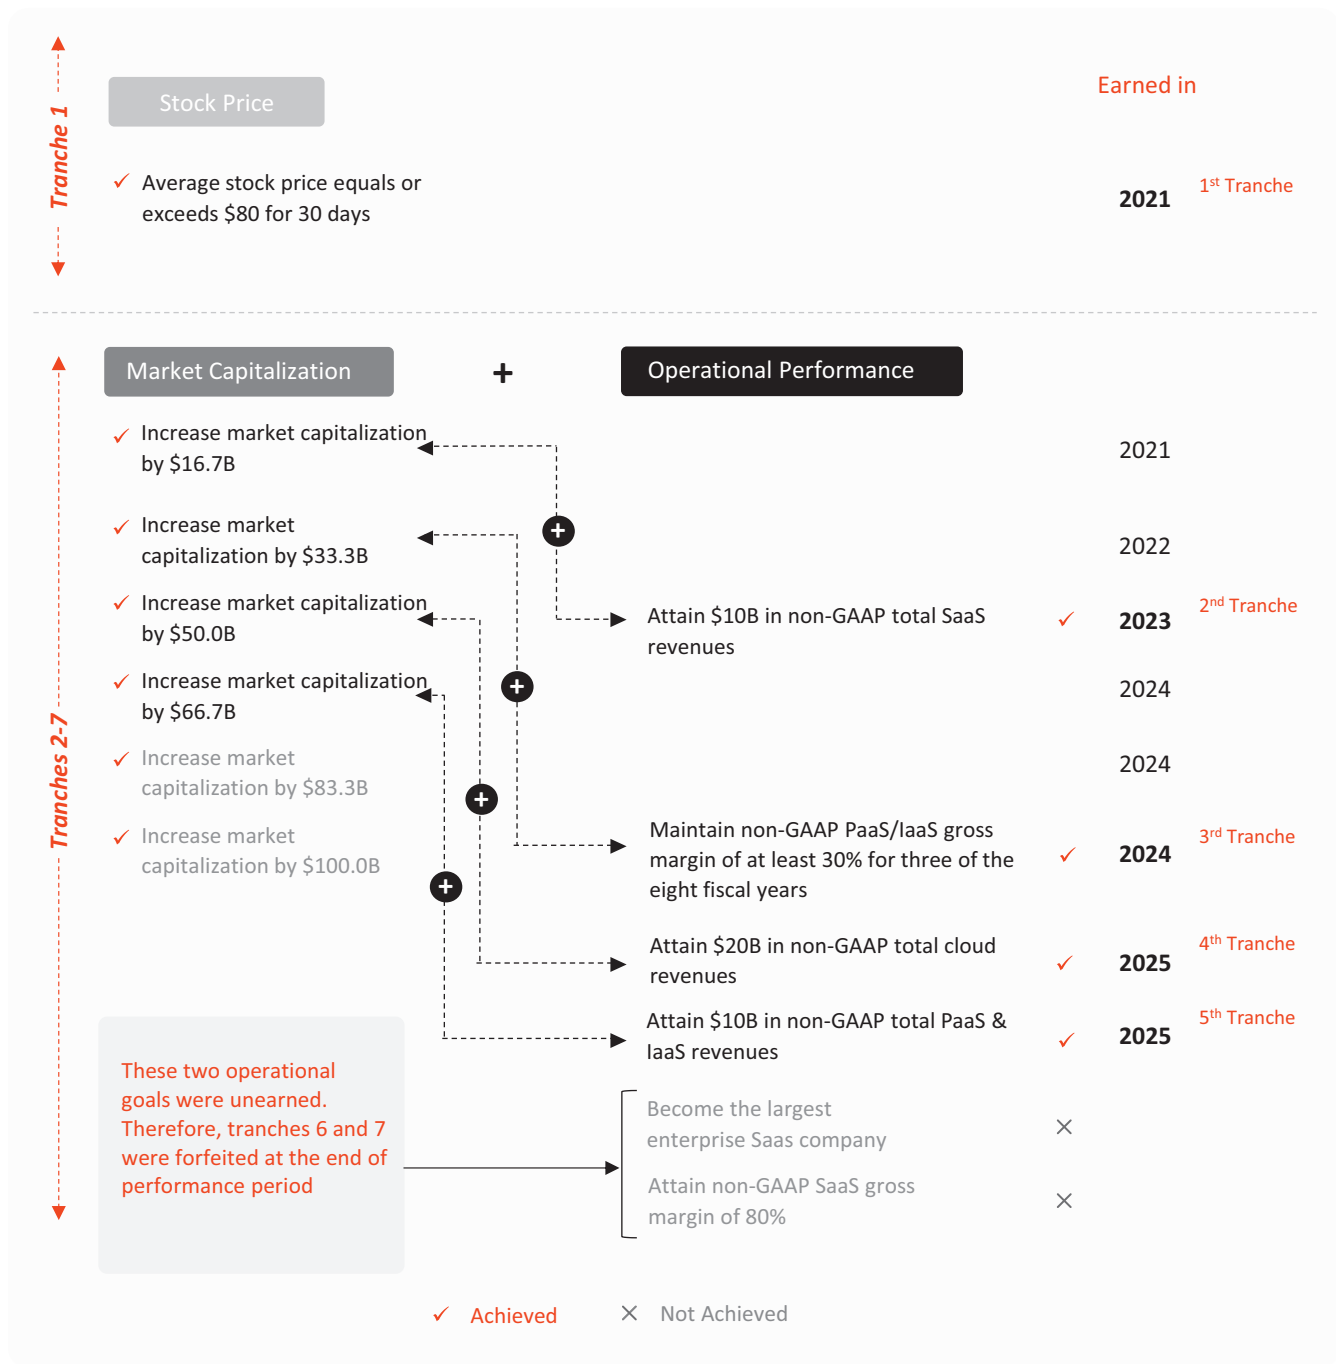 Tranche 1
Stock Price
Earned in
Average stock price equals or
exceeds $80 for 30 days
2021
1st Tranche
Tranches 2-7
Market Capitalization
+
Operational Performance
Increase market capitalization
by $16.7B
2021
Increase market
capitalization by $33.3B
+
2022
Increase market capitalization
by $50.0B
Attain $10B in non-GAAP total SaaS
revenues
2023
2nd Tranche
Increase market capitalization
by $66.7B
+
2024
Increase market
capitalization by $83.3B
+
2024
Increase market
capitalization by $100.0B
+
Maintain non-GAAP PaaS/IaaS gross
margin of at least 30% for three of the
eight fiscal years
2024
3rd Tranche
Attain $20B in non-GAAP total cloud
revenues
2025
4th Tranche
Attain $10B in non-GAAP total PaaS &
IaaS revenues
2025
5th Tranche
These two operational
goals were unearned.
Therefore, tranches 6 and 7
were forfeited at the end of
performance period
Become the largest
enterprise Saas company
Attain non-GAAP SaaS gross
margin of 80%
Achieved
Not Achieved